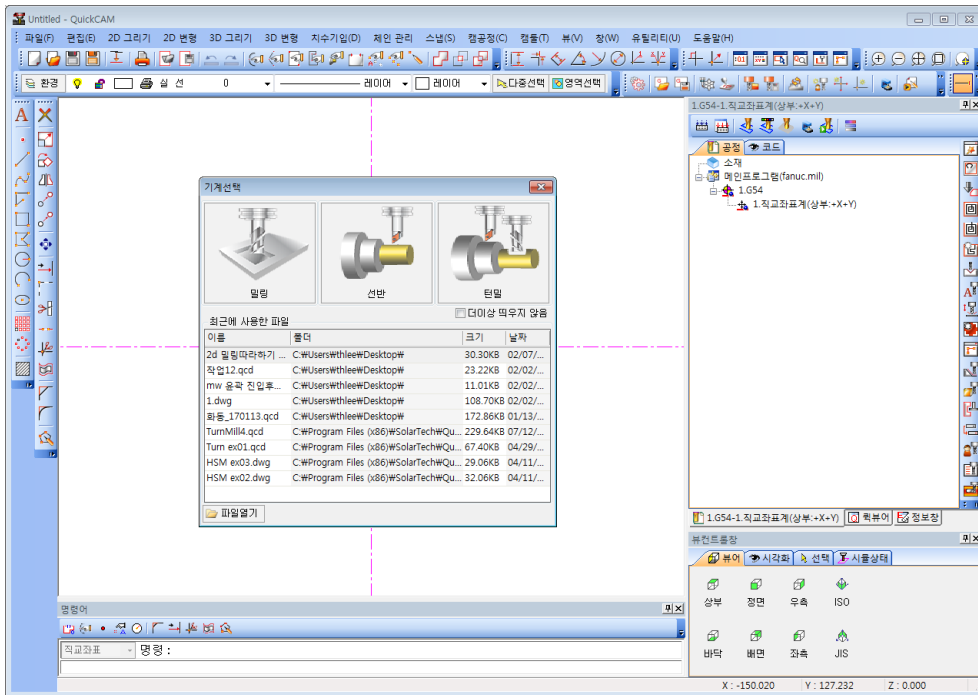 Untitled - QuickCAM
파일(F) 편집(E) 2D 그리기 2D 변형 3D 그리기 3D 변형 치수기입(D) 체인 관리 스냅(S) 캠공정(C) 캠툴(T) 뷰(V) 창(W) 유틸리티(U) 도움말(H)
환경 실 선 0 레이어 레이어 다중선택 영역선택
1.G54-1.직교좌표계(상부:+X+Y)
공정 코드
소재
메인프로그램(fanuc.mil)
1.G54
1.직교좌표계(상부:+X+Y)
기계선택
밀링 선반 턴밀
더이상 띄우지 않음
최근에 사용한 파일
이름 폴더 크기 날짜
2d 밀링따라하기 ... C:₩Users₩thlee₩Desktop₩ 30.30KB 02/07/...
작업12.qcd C:₩Users₩thlee₩Desktop₩ 23.22KB 02/02/...
mw 윤곽 진입후... C:₩Users₩thlee₩Desktop₩ 11.01KB 02/02/...
1.dwg C:₩Users₩thlee₩Desktop₩ 108.70KB 02/02/...
화동_170113.qcd C:₩Users₩thlee₩Desktop₩ 172.86KB 01/13/...
TurnMill4.qcd C:₩Program Files (x86)₩SolarTech₩Qu... 229.64KB 07/12/...
Turn ex01.qcd C:₩Program Files (x86)₩SolarTech₩Qu... 67.40KB 04/29/...
HSM ex03.dwg C:₩Program Files (x86)₩SolarTech₩Qu... 29.06KB 04/11/...
HSM ex02.dwg C:₩Program Files (x86)₩SolarTech₩Qu... 32.06KB 04/11/...
파일열기
1.G54-1.직교좌표계(상부:+X+Y) 퀵뷰어 정보창
뷰컨트롤창
뷰어 시각화 선택 시뮬상태
상부 정면 우측 ISO
바닥 배면 좌측 JIS
명령어
직교좌표 명령 :
X : -150.020 Y : 127.232 Z : 0.000